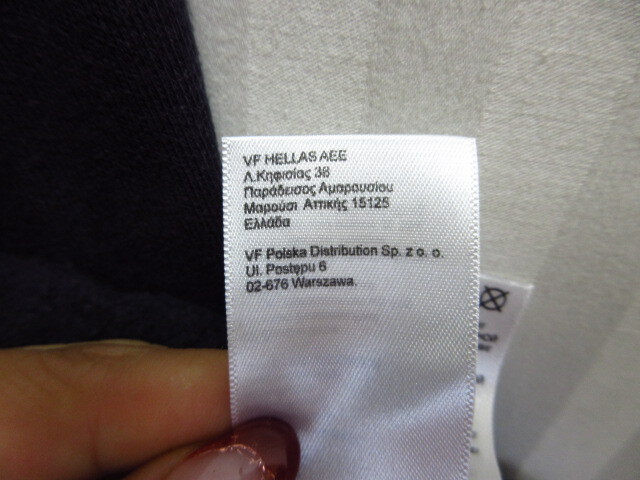 VF HELLAS AEE
Λ.Κηφισίας 38
Παράδεισος Αμαρουσίου
Μαρούσι Αττικής 15125
Ελλάδα
VF Polska Distribution Sp. z o. o.
Ul. Postępu 6
02-676 Warszawa.